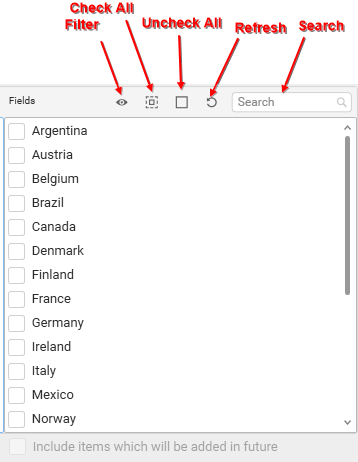 Check All
Filter
Uncheck All
Refresh
Search
Fields
Search
Argentina
Austria
Belgium
Brazil
Canada
Denmark
Finland
France
Germany
Ireland
Italy
Mexico
Norway
Include items which will be added in future